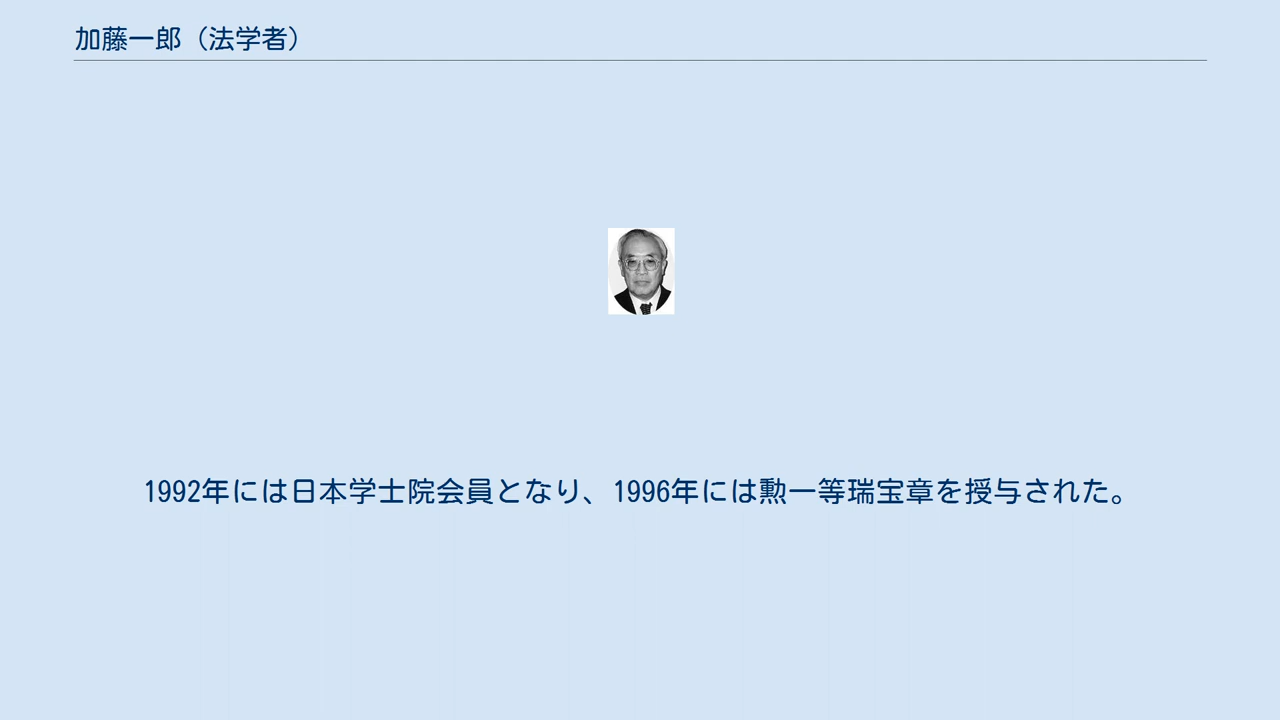 加藤一郎（法学者）
1992年には日本学士院会員となり、1996年には勲一等瑞宝章を授与された。